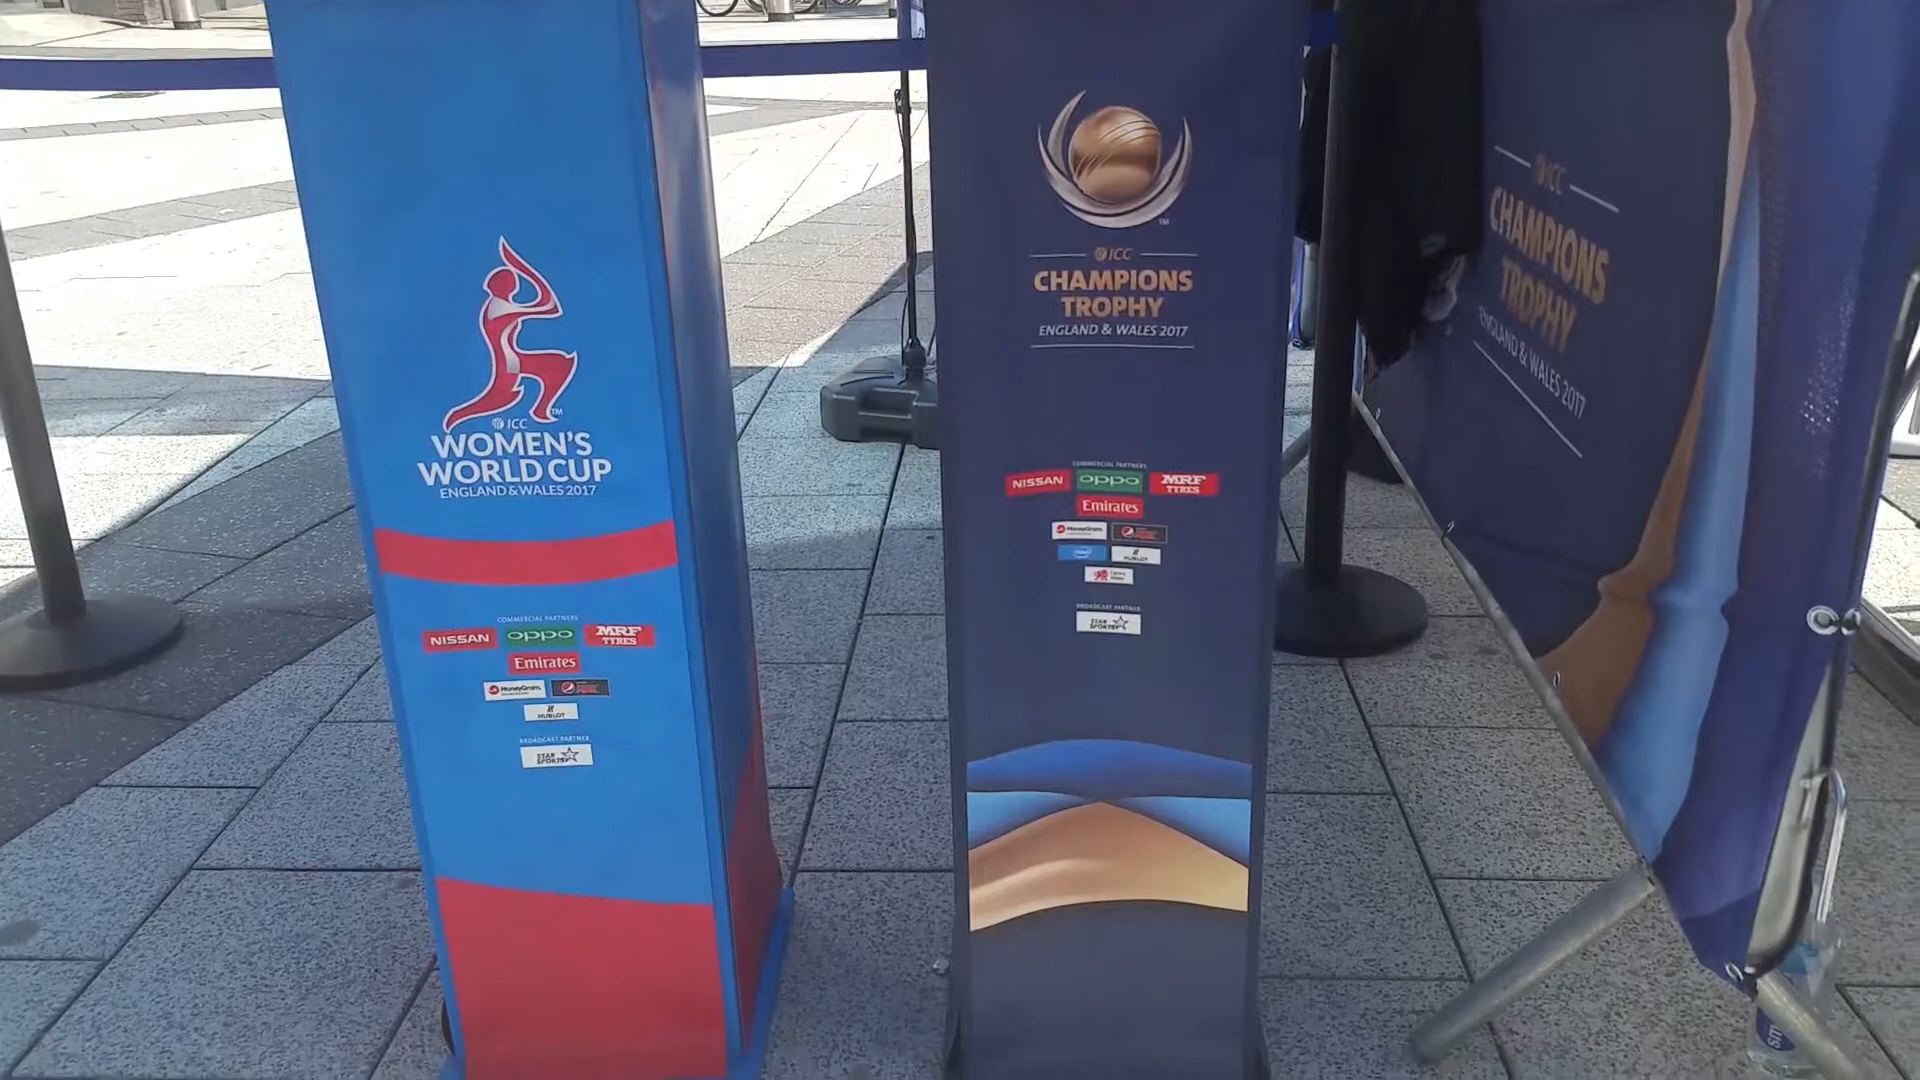 ICC
WOMEN'S
WORLD CUP
ENGLAND & WALES 2017
TM
COMMERCIAL PARTNERS
NISSAN oppo MRF TYRES
Emirates
MoneyGram
HUBLOT
BROADCAST PARTNER
STAR SPORTS
TM
ICC
CHAMPIONS
TROPHY
ENGLAND & WALES 2017
COMMERCIAL PARTNERS
NISSAN oppo MRF TYRES
Emirates
MoneyGram
HUBLOT
BROADCAST PARTNER
STAR SPORTS
ICC
CHAMPIONS
TROPHY
ENGLAND & WALES 2017